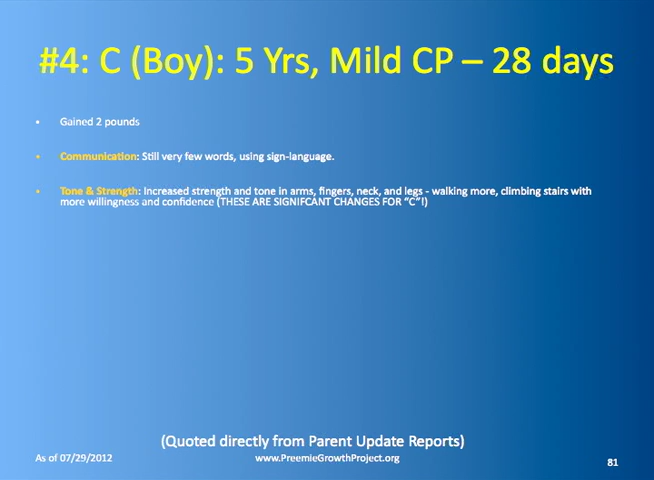 #4: C (Boy): 5 Yrs, Mild CP – 28 days
• Gained 2 pounds
• Communication: Still very few words, using sign-language.
• Tone & Strength: Increased strength and tone in arms, fingers, neck, and legs - walking more, climbing stairs with
more willingness and confidence (THESE ARE SIGNIFCANT CHANGES FOR "C"!)
(Quoted directly from Parent Update Reports)
As of 07/29/2012
www.PreemieGrowthProject.org
81